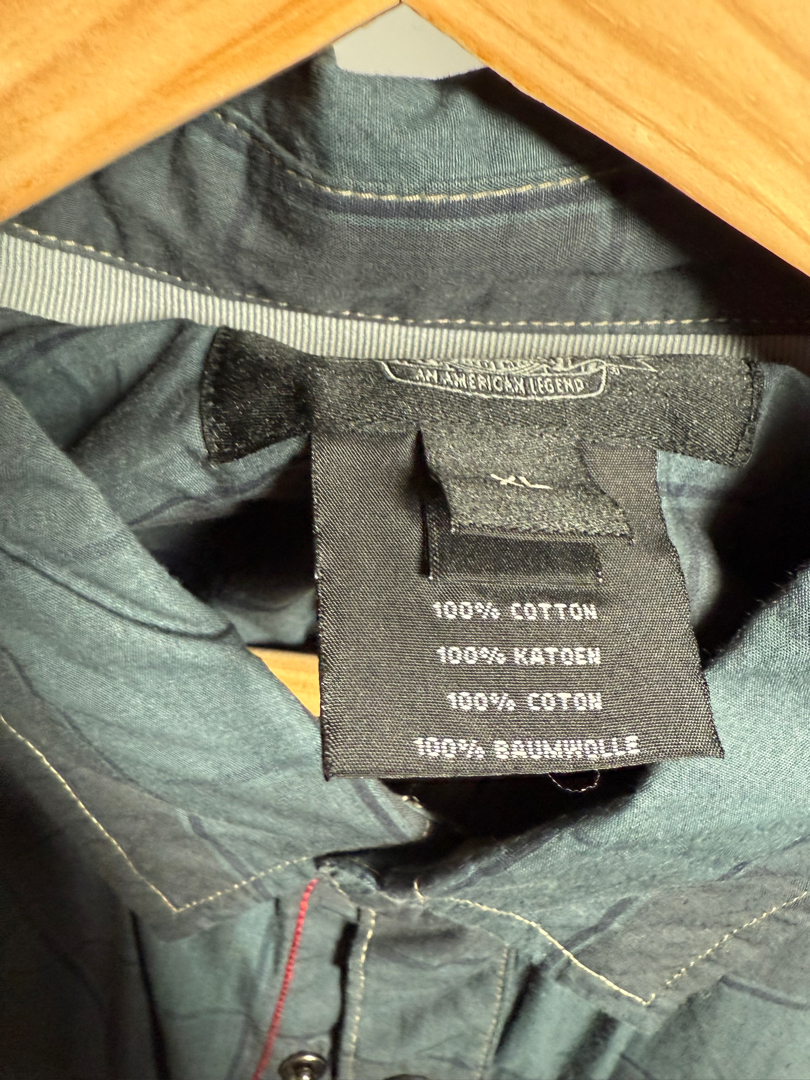 AN AMERICAN LEGEND
XL
100% COTTON
100% KATOEN
100% COTON
100% BAUMWOLLE